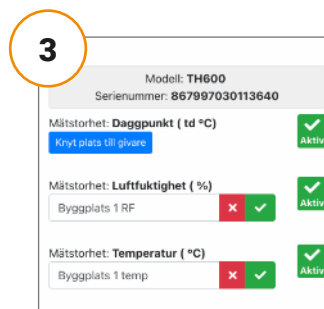 3
Modell: TH600
Serienummer: 867997030113640
Mätstorhet: Daggpunkt ( td °C)
Aktiv
Knyt plats till givare
Mätstorhet: Luftfuktighet ( %)
Aktiv
Byggplats 1 RF
Mätstorhet: Temperatur ( °C)
Aktiv
Byggplats 1 temp